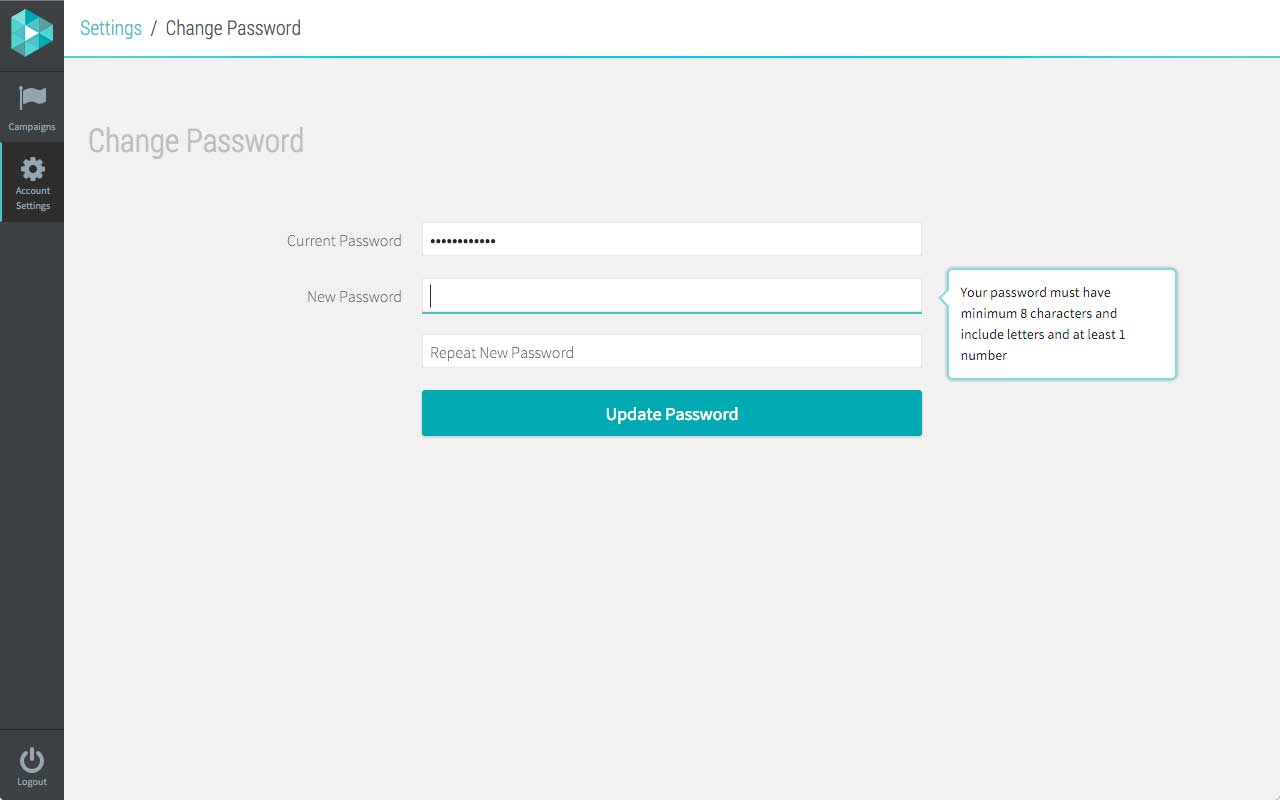 Settings / Change Password
Campaigns
Account
Settings
Change Password
Current Password ••••••••••••
New Password
Your password must have
minimum 8 characters and
include letters and at least 1
number
Repeat New Password
Update Password
Logout